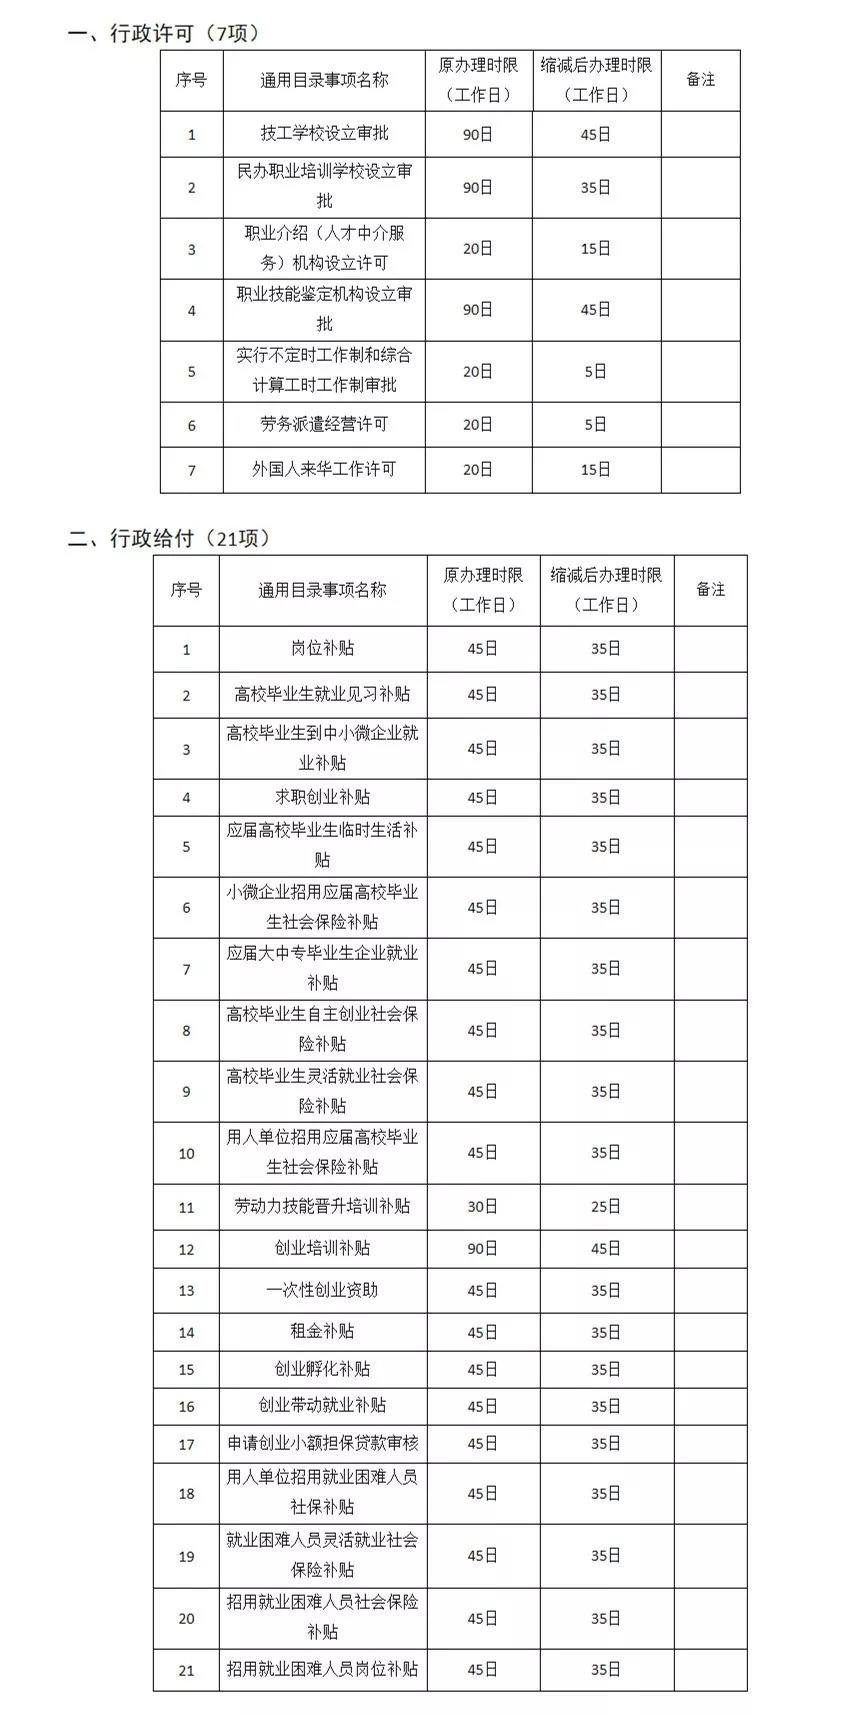 一、行政许可（7项）
序号 通用目录事项名称 原办理时限（工作日） 缩减后办理时限（工作日） 备注
1 技工学校设立审批 90日 45日
2 民办职业培训学校设立审批 90日 35日
3 职业介绍（人才中介服务）机构设立许可 20日 15日
4 职业技能鉴定机构设立审批 90日 45日
5 实行不定时工作制和综合计算工时工作制审批 20日 5日
6 劳务派遣经营许可 20日 5日
7 外国人来华工作许可 20日 15日
二、行政给付（21项）
序号 通用目录事项名称 原办理时限（工作日） 缩减后办理时限（工作日） 备注
1 岗位补贴 45日 35日
2 高校毕业生就业见习补贴 45日 35日
3 高校毕业生到中小微企业就业补贴 45日 35日
4 求职创业补贴 45日 35日
5 应届高校毕业生临时生活补贴 45日 35日
6 小微企业招用应届高校毕业生社会保险补贴 45日 35日
7 应届大中专毕业生企业就业补贴 45日 35日
8 高校毕业生自主创业社会保险补贴 45日 35日
9 高校毕业生灵活就业社会保险补贴 45日 35日
10 用人单位招用应届高校毕业生社会保险补贴 45日 35日
11 劳动力技能晋升培训补贴 30日 25日
12 创业培训补贴 90日 45日
13 一次性创业资助 45日 35日
14 租金补贴 45日 35日
15 创业孵化补贴 45日 35日
16 创业带动就业补贴 45日 35日
17 申请创业小额担保贷款审核 45日 35日
18 用人单位招用就业困难人员社保补贴 45日 35日
19 就业困难人员灵活就业社会保险补贴 45日 35日
20 招用就业困难人员社会保险补贴 45日 35日
21 招用就业困难人员岗位补贴 45日 35日